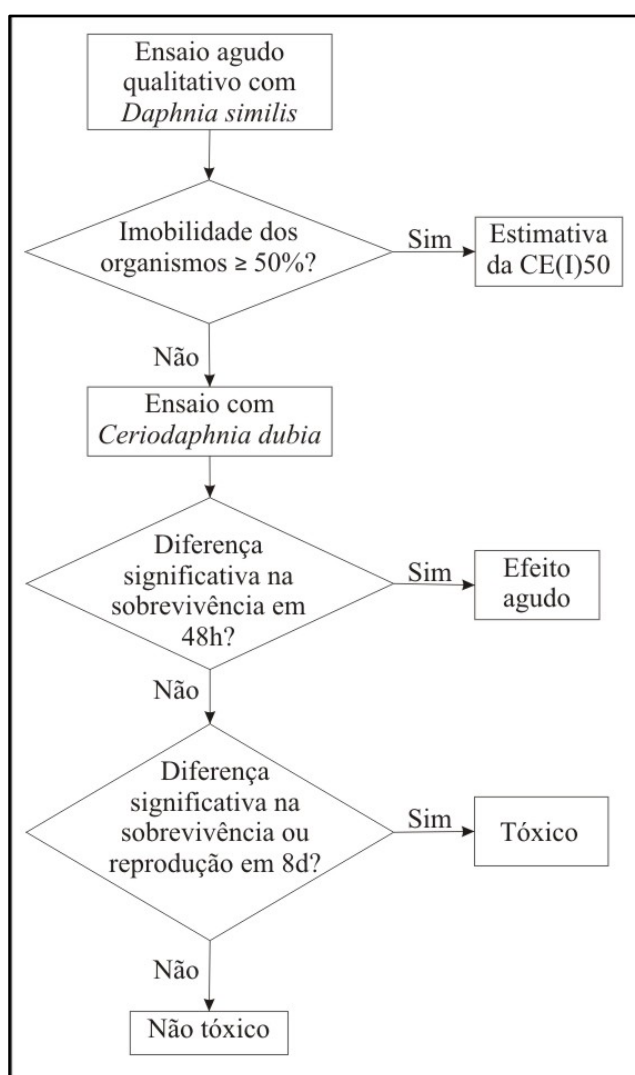 Ensaio agudo
qualitativo com
Daphnia similis
Imobilidade dos
organismos ≥ 50%?
Sim
Estimativa
da CE(I)50
Não
Ensaio com
Ceriodaphnia dubia
Diferença
significativa na
sobrevivência em
48h?
Sim
Efeito
agudo
Não
Diferença
significativa na
sobrevivência ou
reprodução em 8d?
Sim
Tóxico
Não
Não tóxico